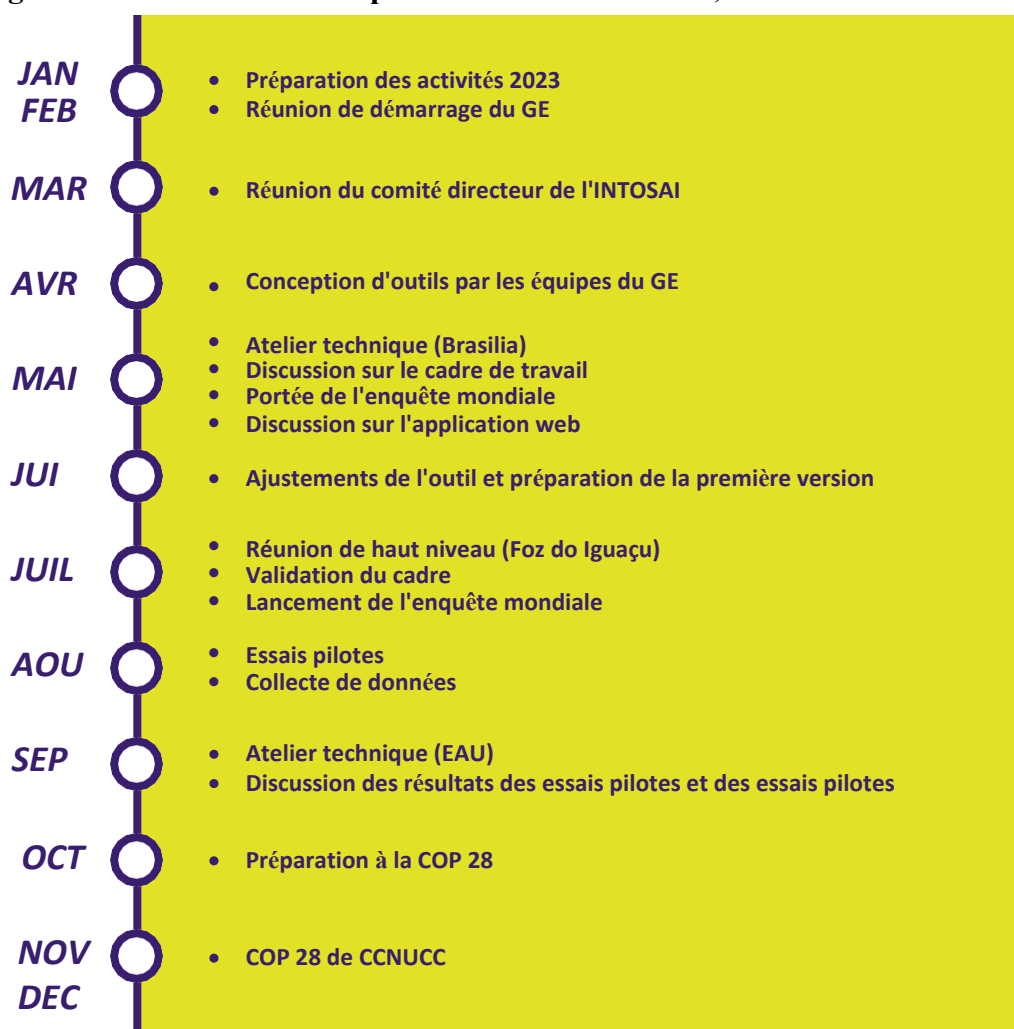 JAN
FEB
• Préparation des activités 2023
• Réunion de démarrage du GE
MAR
• Réunion du comité directeur de l'INTOSAI
AVR
• Conception d'outils par les équipes du GE
MAI
• Atelier technique (Brasilia)
• Discussion sur le cadre de travail
• Portée de l'enquête mondiale
• Discussion sur l'application web
JUI
• Ajustements de l'outil et préparation de la première version
JUIL
• Réunion de haut niveau (Foz do Iguaçu)
• Validation du cadre
• Lancement de l'enquête mondiale
AOU
• Essais pilotes
• Collecte de données
SEP
• Atelier technique (EAU)
• Discussion des résultats des essais pilotes et des essais pilotes
OCT
• Préparation à la COP 28
NOV
DEC
• COP 28 de CCNUCC